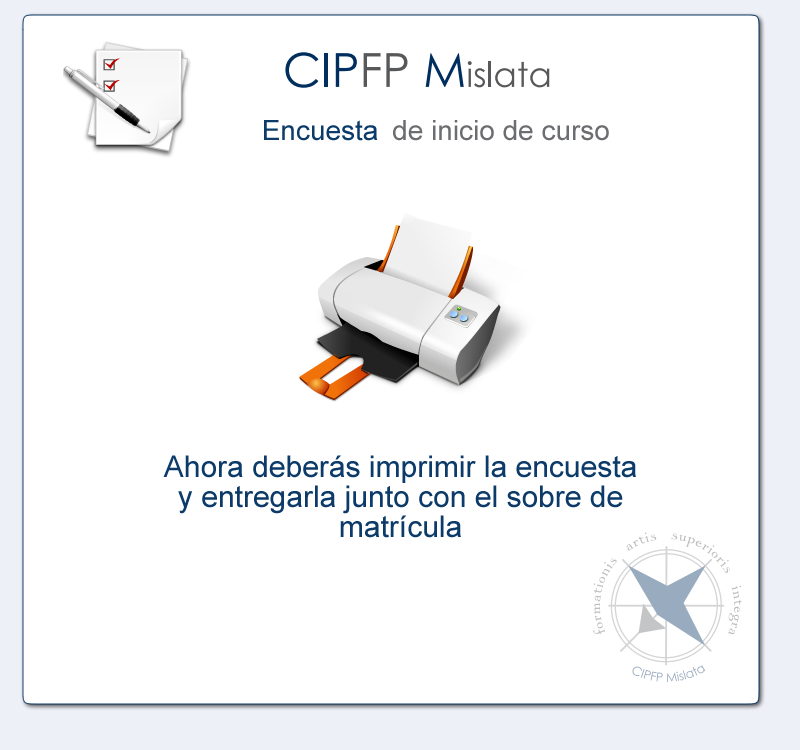 CIPFP Mislata
Encuesta de inicio de curso
Ahora deberás imprimir la encuesta
y entregarla junto con el sobre de
matrícula
formationis artis superioris integra
CIPFP Mislata